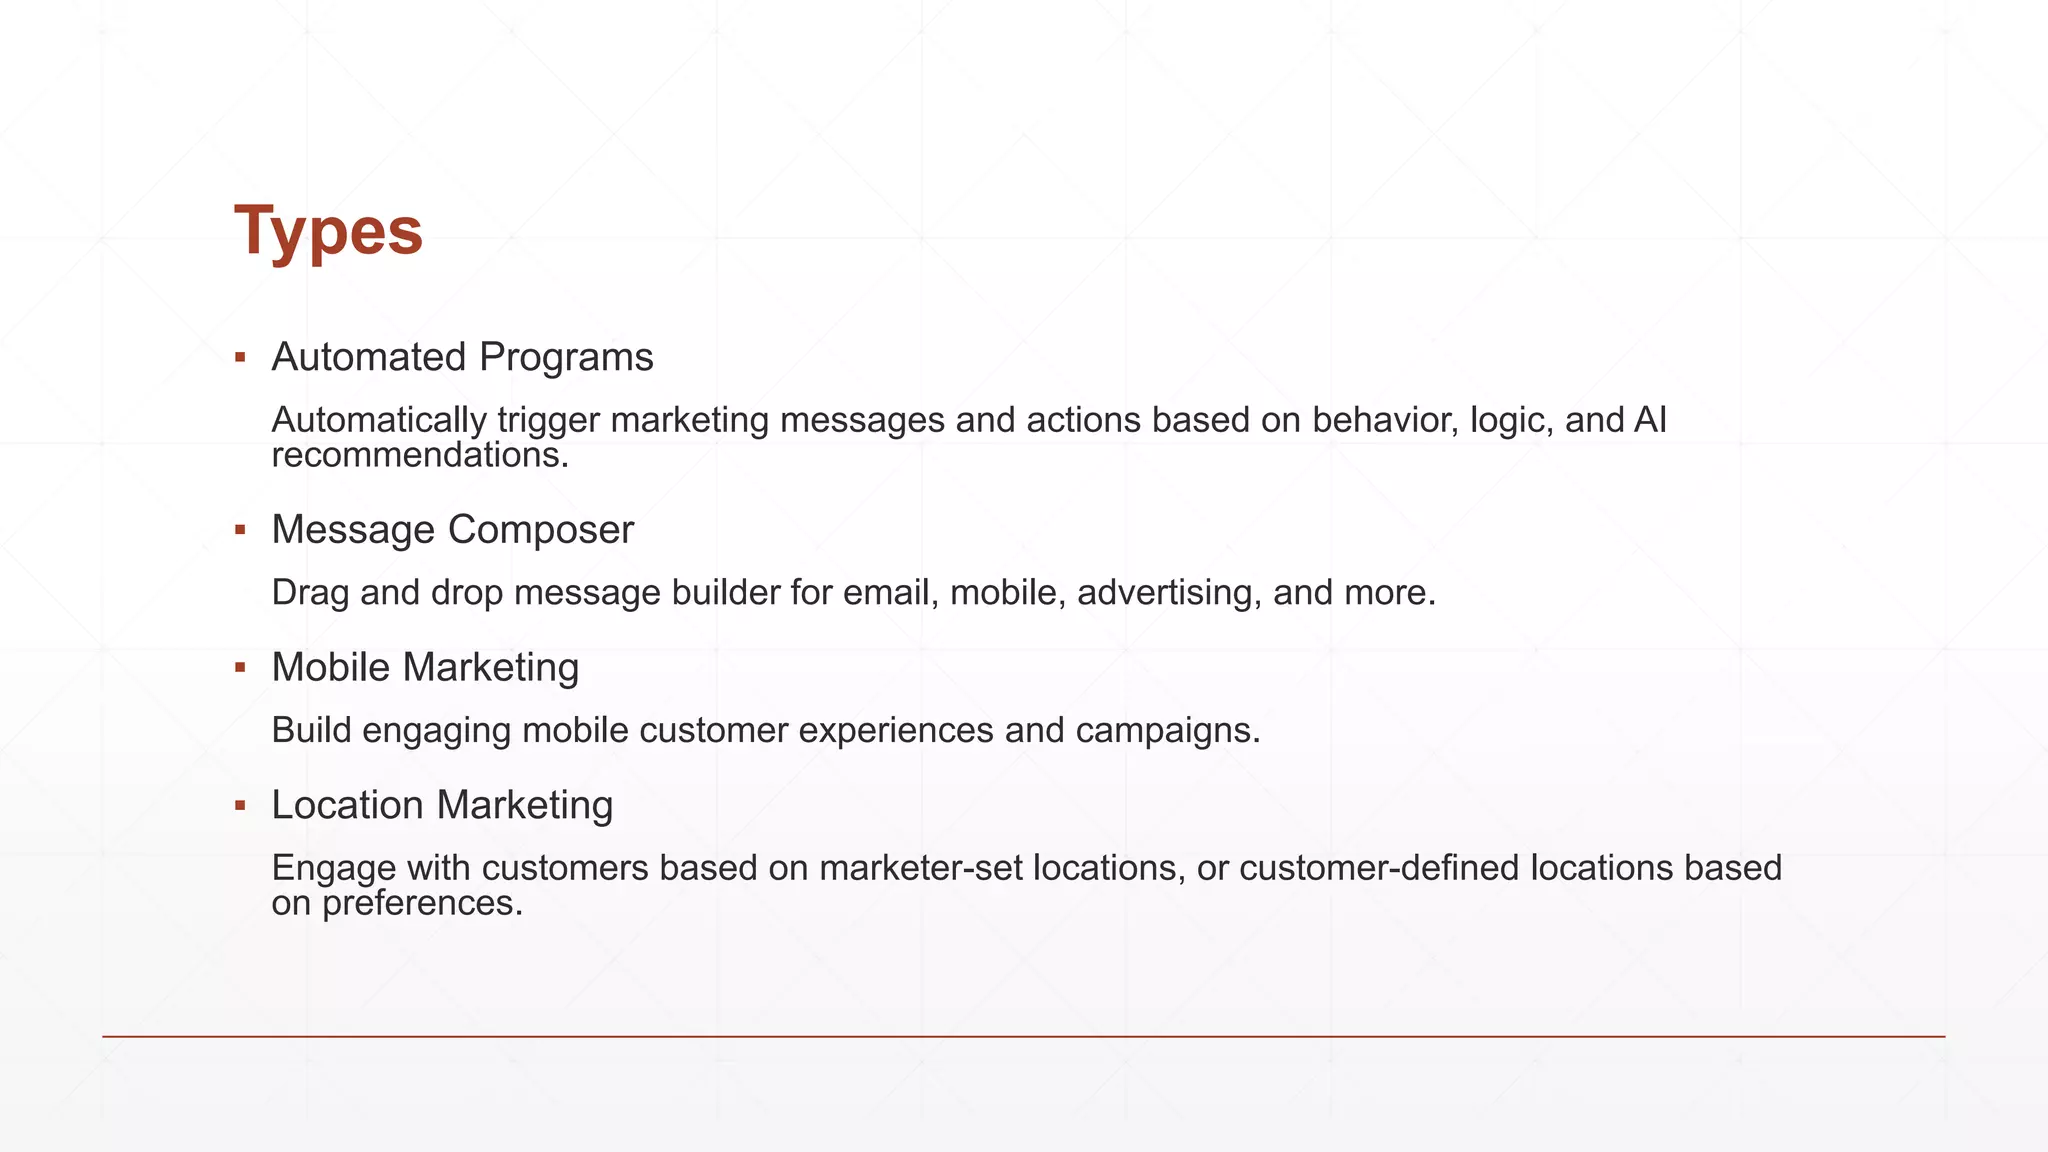 Types
▪ Automated Programs
Automatically trigger marketing messages and actions based on behavior, logic, and AI
recommendations.
▪ Message Composer
Drag and drop message builder for email, mobile, advertising, and more.
▪ Mobile Marketing
Build engaging mobile customer experiences and campaigns.
▪ Location Marketing
Engage with customers based on marketer-set locations, or customer-defined locations based
on preferences.